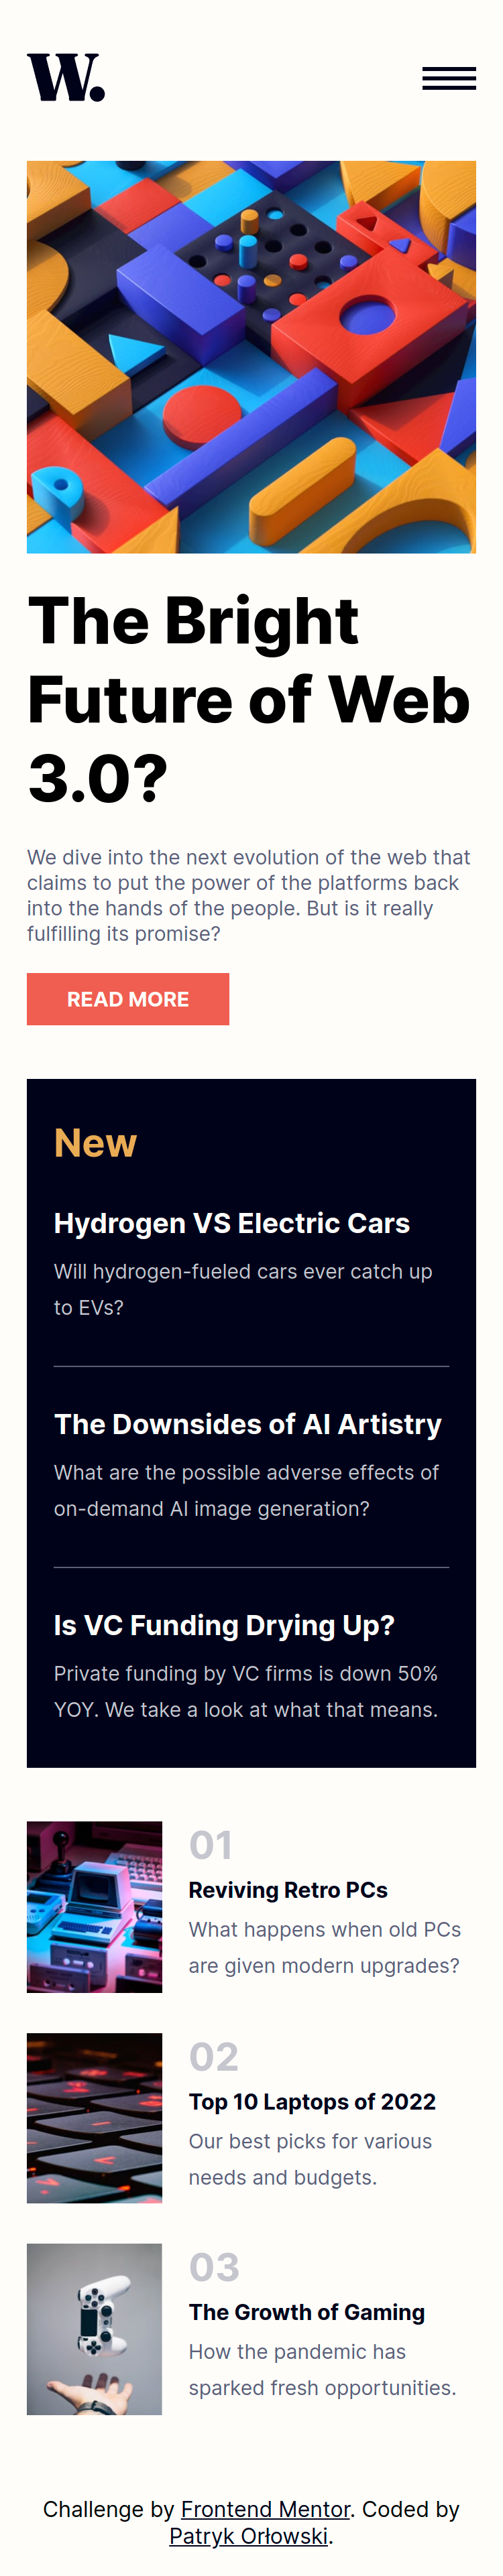 W.
The Bright
Future of Web
3.0?
We dive into the next evolution of the web that
claims to put the power of the platforms back
into the hands of the people. But is it really
fulfilling its promise?
READ MORE
New
Hydrogen VS Electric Cars
Will hydrogen-fueled cars ever catch up
to EVs?
The Downsides of AI Artistry
What are the possible adverse effects of
on-demand AI image generation?
Is VC Funding Drying Up?
Private funding by VC firms is down 50%
YOY. We take a look at what that means.
01
Reviving Retro PCs
What happens when old PCs
are given modern upgrades?
02
Top 10 Laptops of 2022
Our best picks for various
needs and budgets.
03
The Growth of Gaming
How the pandemic has
sparked fresh opportunities.
Challenge by Frontend Mentor. Coded by
Patryk Orłowski.